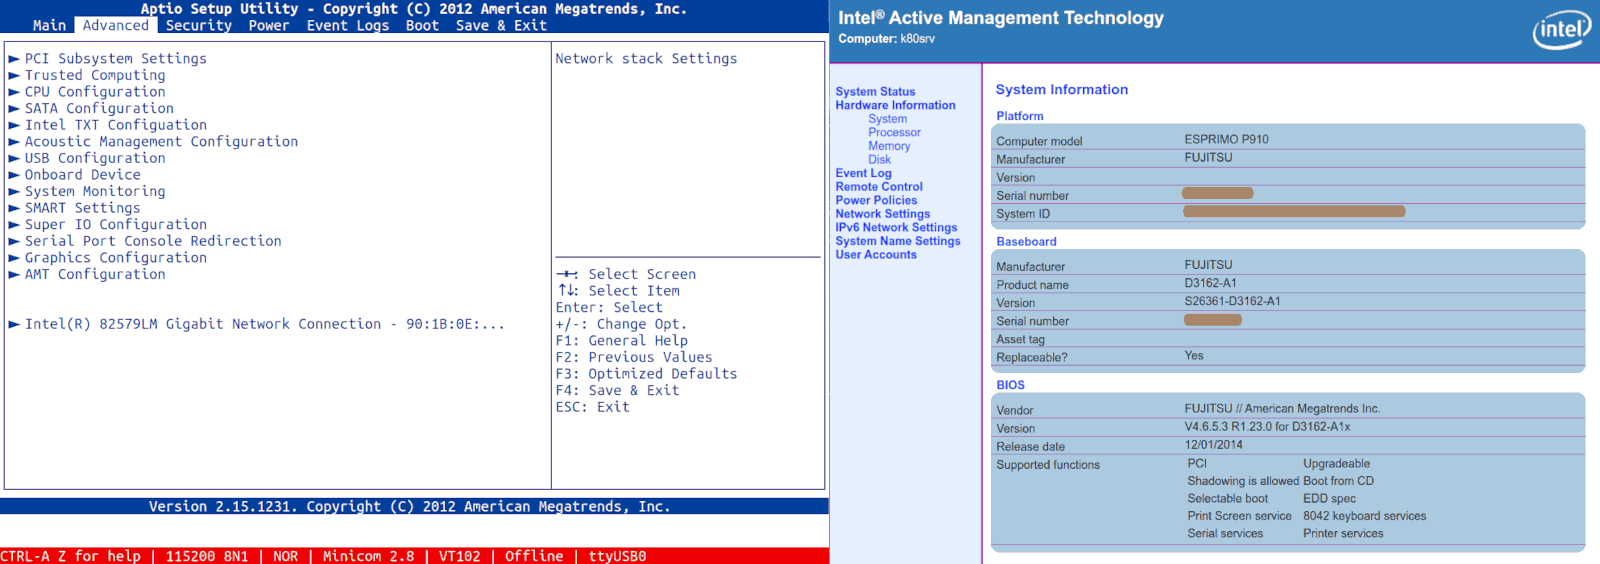 Aptio Setup Utility - Copyright (C) 2012 American Megatrends, Inc.
Main Advanced Security Power Event Logs Boot Save & Exit
PCI Subsystem Settings
Trusted Computing
CPU Configuration
SATA Configuration
Intel TXT Configuation
Acoustic Management Configuration
USB Configuration
Onboard Device
System Monitoring
SMART Settings
Super IO Configuration
Serial Port Console Redirection
Graphics Configuration
AMT Configuration
Intel(R) 82579LM Gigabit Network Connection - 90:1B:0E:...
Network stack Settings
→←: Select Screen
↑↓: Select Item
Enter: Select
+/-: Change Opt.
F1: General Help
F2: Previous Values
F3: Optimized Defaults
F4: Save & Exit
ESC: Exit
Version 2.15.1231. Copyright (C) 2012 American Megatrends, Inc.
CTRL-A Z for help | 115200 8N1 | NOR | Minicom 2.8 | VT102 | Offline | ttyUSB0
Intel® Active Management Technology
Computer: k80srv
intel
System Status
Hardware Information
System
Processor
Memory
Disk
Event Log
Remote Control
Power Policies
Network Settings
IPv6 Network Settings
System Name Settings
User Accounts
System Information
Platform
Computer model ESPRIMO P910
Manufacturer FUJITSU
Version
Serial number
System ID
Baseboard
Manufacturer FUJITSU
Product name D3162-A1
Version S26361-D3162-A1
Serial number
Asset tag
Replaceable? Yes
BIOS
Vendor FUJITSU // American Megatrends Inc.
Version V4.6.5.3 R1.23.0 for D3162-A1x
Release date 12/01/2014
Supported functions PCI Upgradeable
Shadowing is allowed Boot from CD
Selectable boot EDD spec
Print Screen service 8042 keyboard services
Serial services Printer services